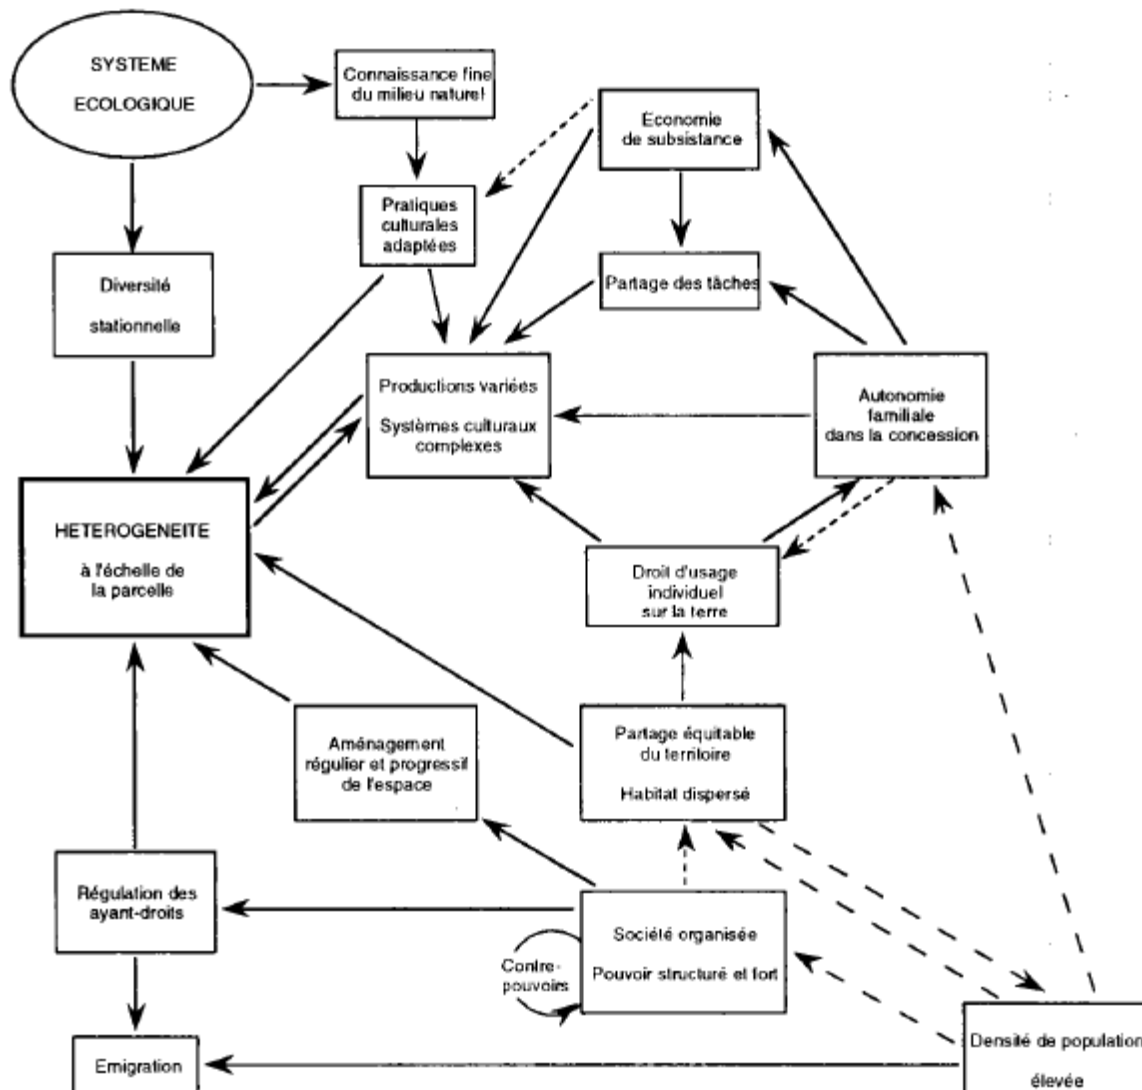 SYSTEME
ECOLOGIQUE
Connaissance fine
du milieu naturel
Economie
de subsistance
Pratiques
culturales
adaptées
Diversité
stationnelle
Partage des tâches
Productions variées
Systèmes culturaux
complexes
Autonomie
familiale
dans la concession
HETEROGENEITE
à l'échelle de
la parcelle
Droit d'usage
individuel
sur la terre
Aménagement
régulier et progressif
de l'espace
Partage équitable
du territoire
Habitat dispersé
Régulation des
ayant-droits
Société organisée
Pouvoir structuré et fort
Contre-
pouvoirs
Emigration
Densité de population
élevée